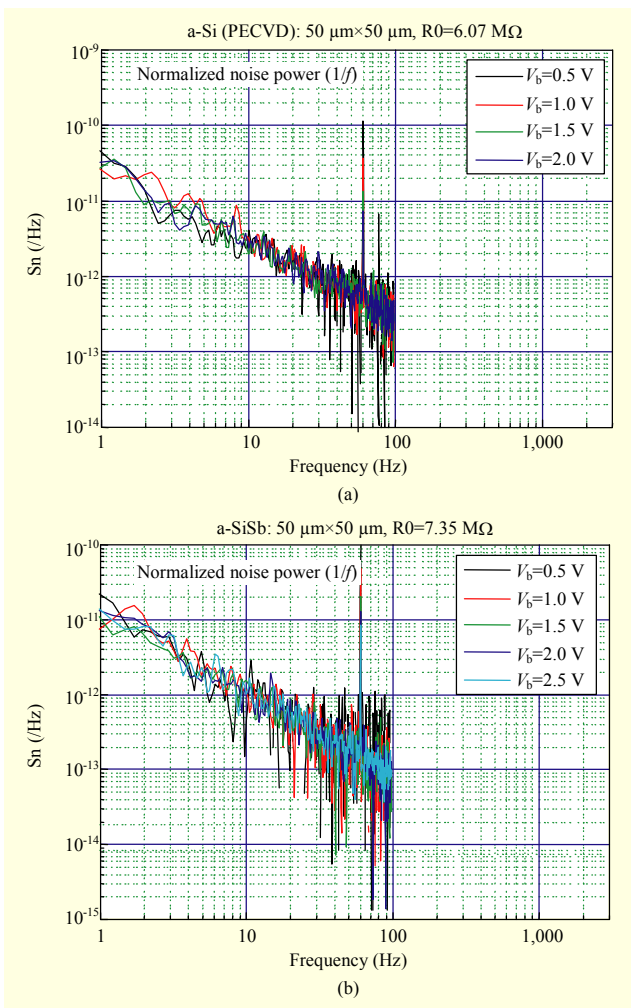 a-Si (PECVD): 50 μm×50 μm, R0=6.07 MΩ
10-9
Normalized noise power (1/f)
Vb=0.5 V
Vb=1.0 V
Vb=1.5 V
Vb=2.0 V
10-10
10-11
Sn (/Hz)
10-12
10-13
10-14
1
10
100
1,000
Frequency (Hz)
(a)
a-SiSb: 50 μm×50 μm, R0=7.35 MΩ
10-10
Normalized noise power (1/f)
Vb=0.5 V
Vb=1.0 V
Vb=1.5 V
Vb=2.0 V
Vb=2.5 V
10-11
10-12
Sn (/Hz)
10-13
10-14
10-15
1
10
100
1,000
Frequency (Hz)
(b)